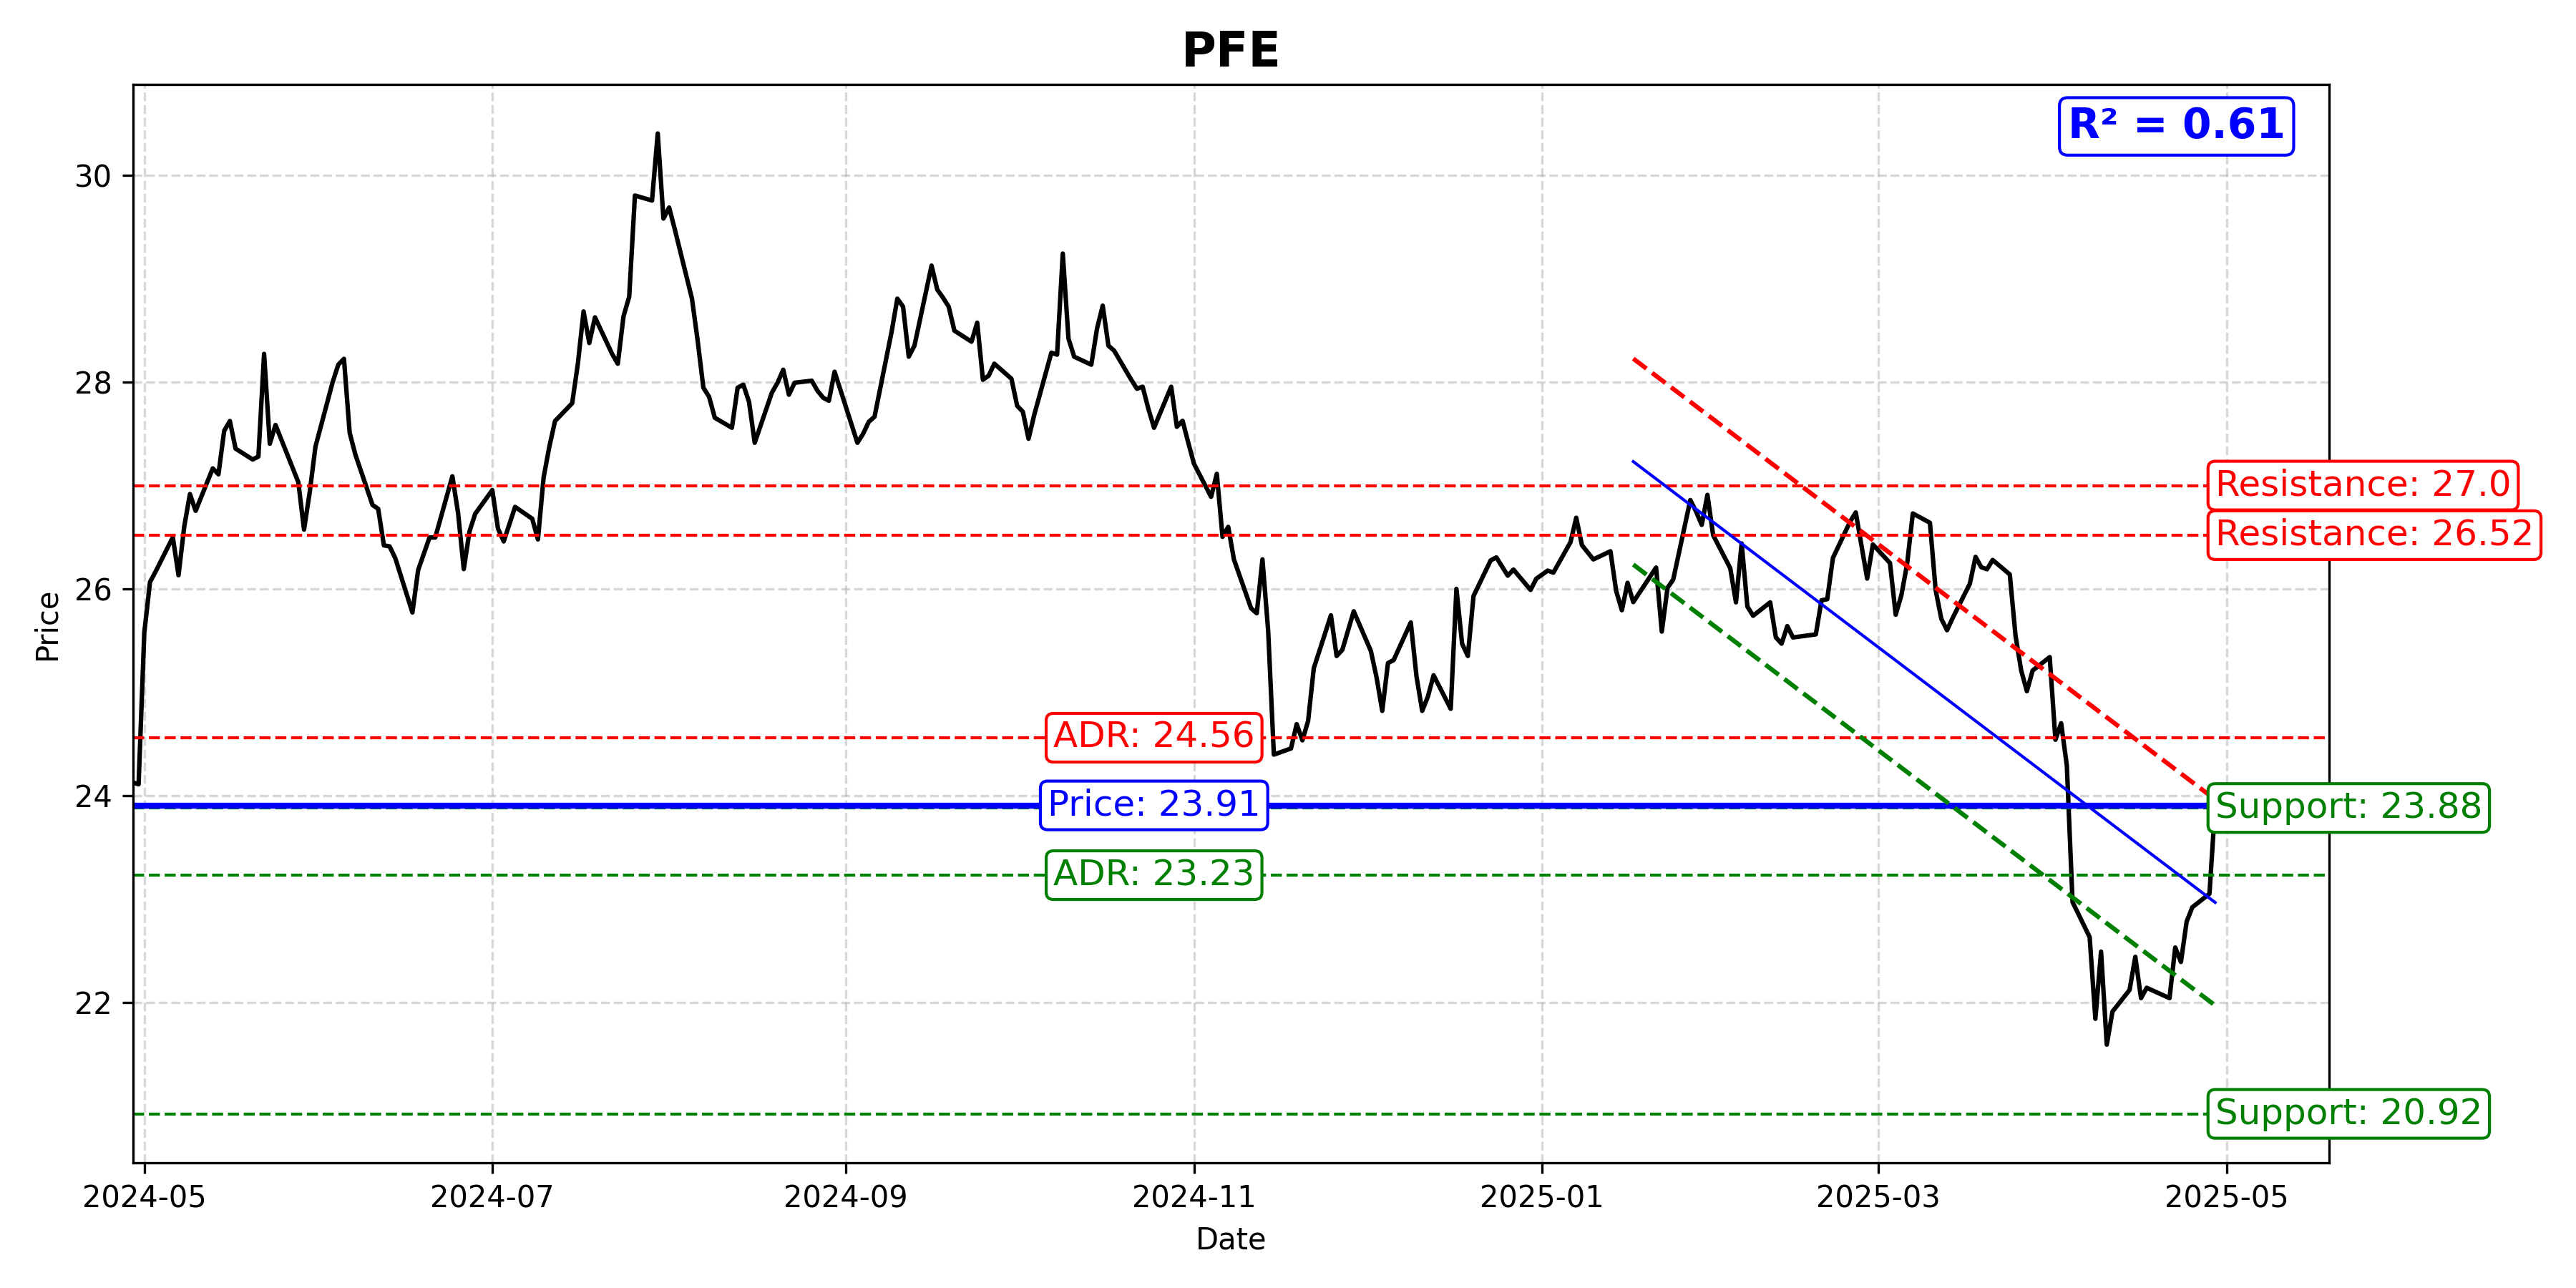 PFE
R² = 0.61
30
28
26
24
22
Price
Resistance: 27.0
Resistance: 26.52
ADR: 24.56
Price: 23.91
Support: 23.88
ADR: 23.23
Support: 20.92
2024-05
2024-07
2024-09
2024-11
2025-01
2025-03
2025-05
Date